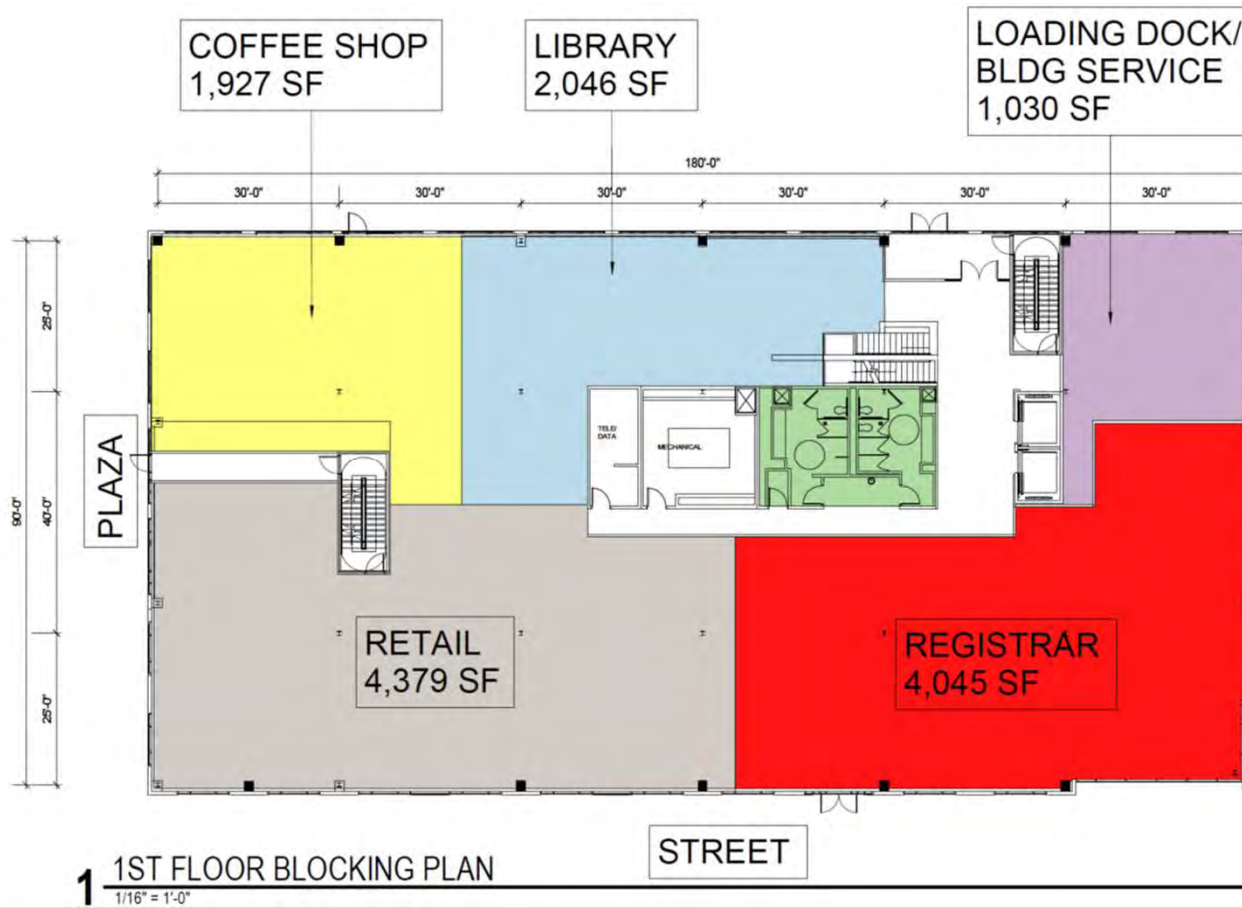 COFFEE SHOP
1,927 SF
LIBRARY
2,046 SF
LOADING DOCK/
BLDG SERVICE
1,030 SF
180'-0"
30'-0"
30'-0"
30'-0"
30'-0"
30'-0"
30'-0"
25'-0"
40'-0"
25'-0"
90'-0"
PLAZA
TELE/
DATA
MECHANICAL
RETAIL
4,379 SF
REGISTRAR
4,045 SF
STREET
1 1ST FLOOR BLOCKING PLAN
1/16" = 1'-0"